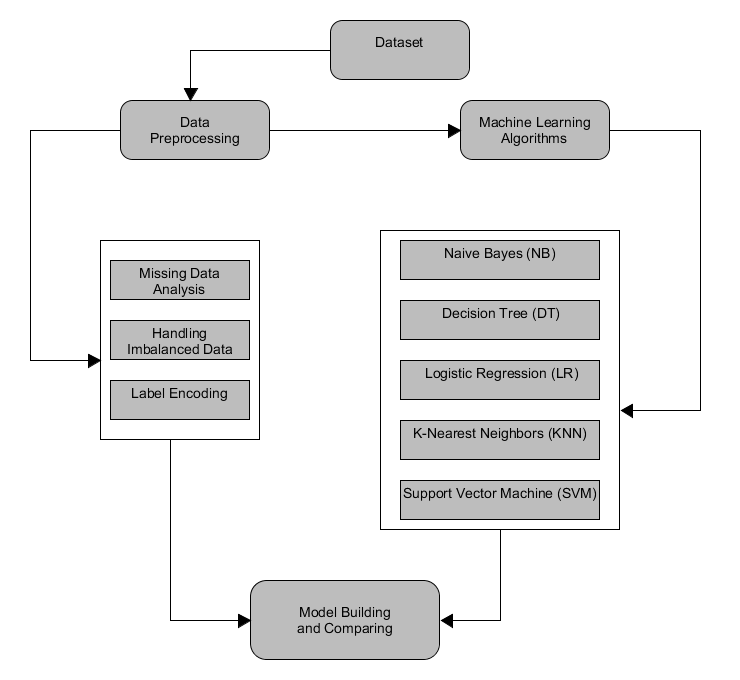 Dataset
Data
Preprocessing
Machine Learning
Algorithms
Missing Data
Analysis
Handling
Imbalanced Data
Label Encoding
Naive Bayes (NB)
Decision Tree (DT)
Logistic Regression (LR)
K-Nearest Neighbors (KNN)
Support Vector Machine (SVM)
Model Building
and Comparing